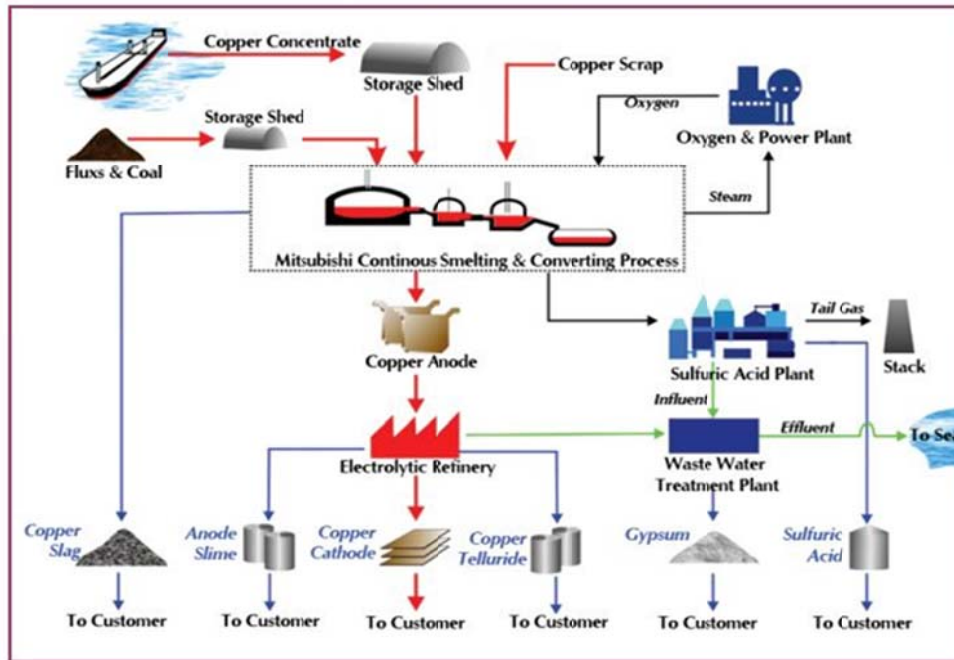 Copper Concentrate
Storage Shed
Copper Scrap
Oxygen
Oxygen & Power Plant
Storage Shed
Fluxs & Coal
Steam
Mitsubishi Continous Smelting & Converting Process
Copper Anode
Tail Gas
Sulfuric Acid Plant
Stack
Influent
Effluent
To Sea
Electrolytic Refinery
Waste Water
Treatment Plant
Copper
Slag
Anode
Slime
Copper
Cathode
Copper
Telluride
Gypsum
Sulfuric
Acid
To Customer
To Customer
To Customer
To Customer
To Customer
To Customer